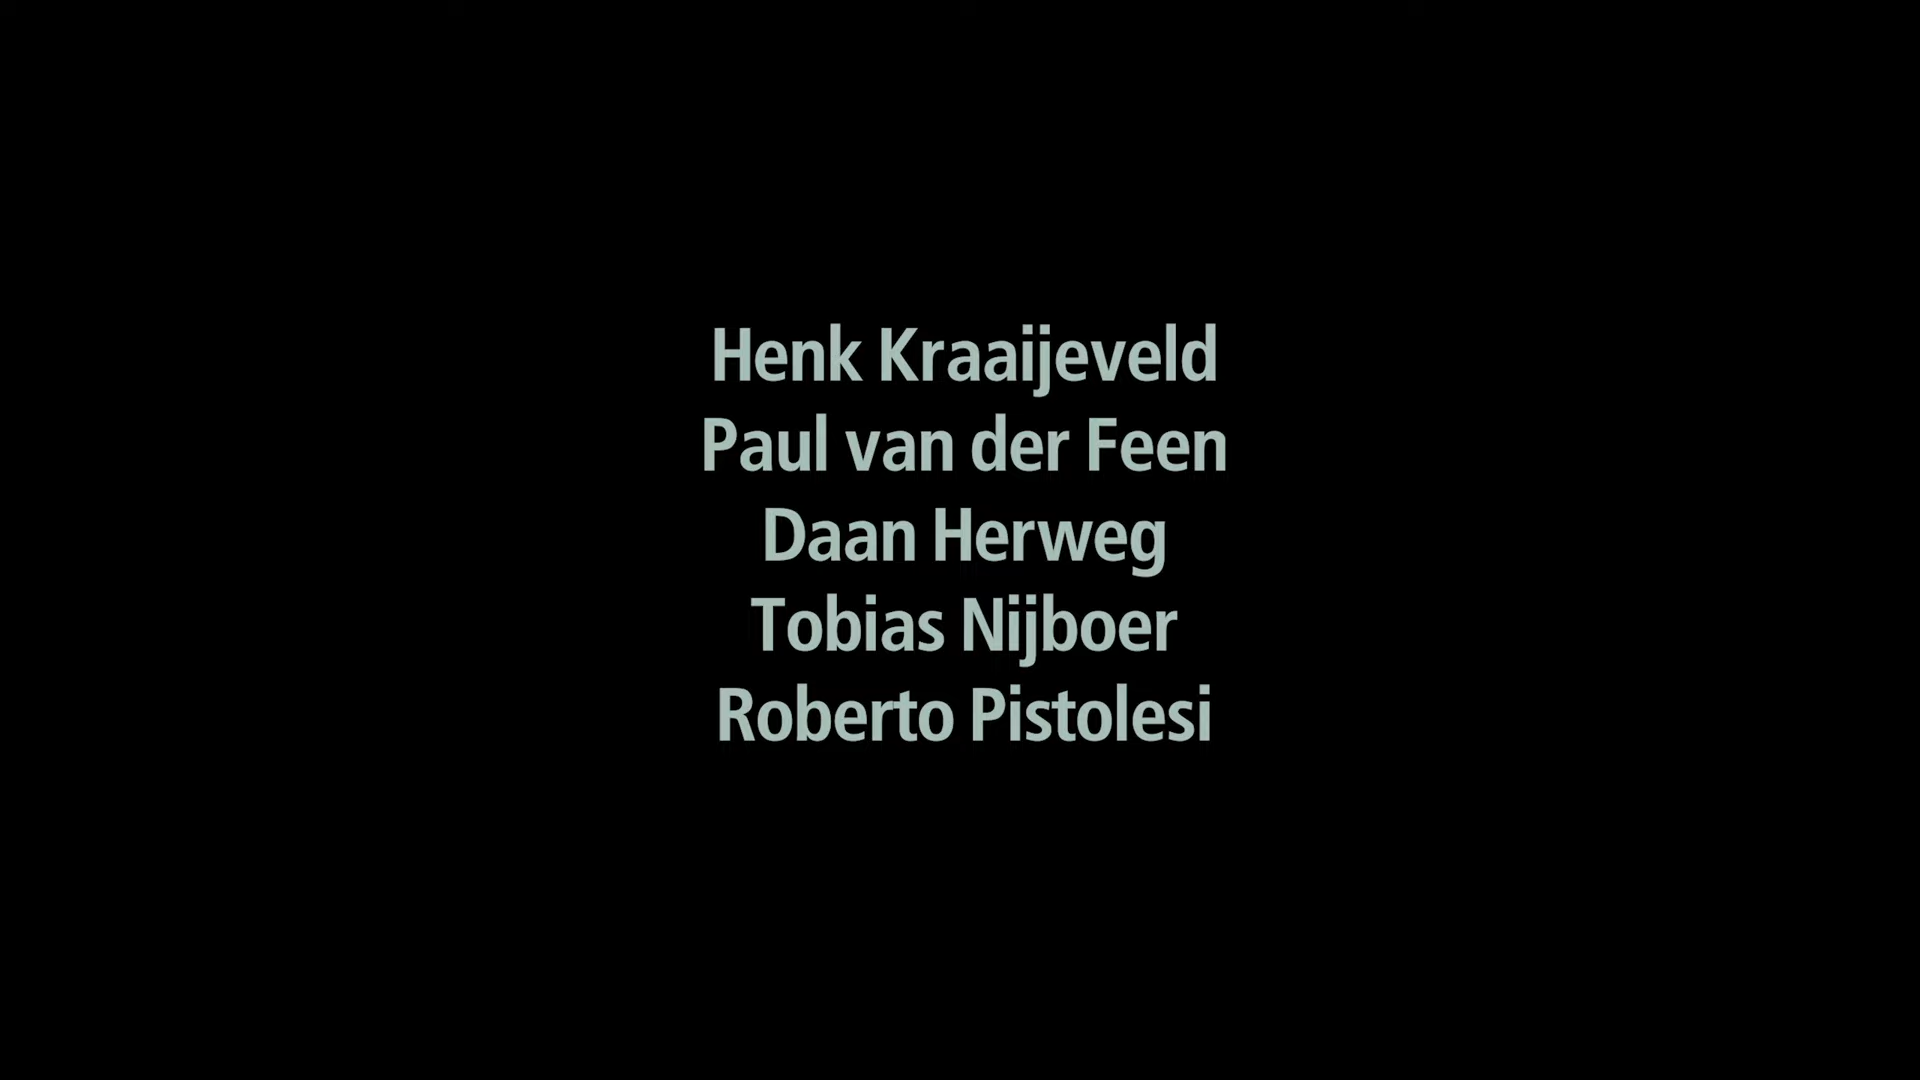 Henk Kraaijeveld
Paul van der Feen
Daan Herweg
Tobias Nijboer
Roberto Pistolesi